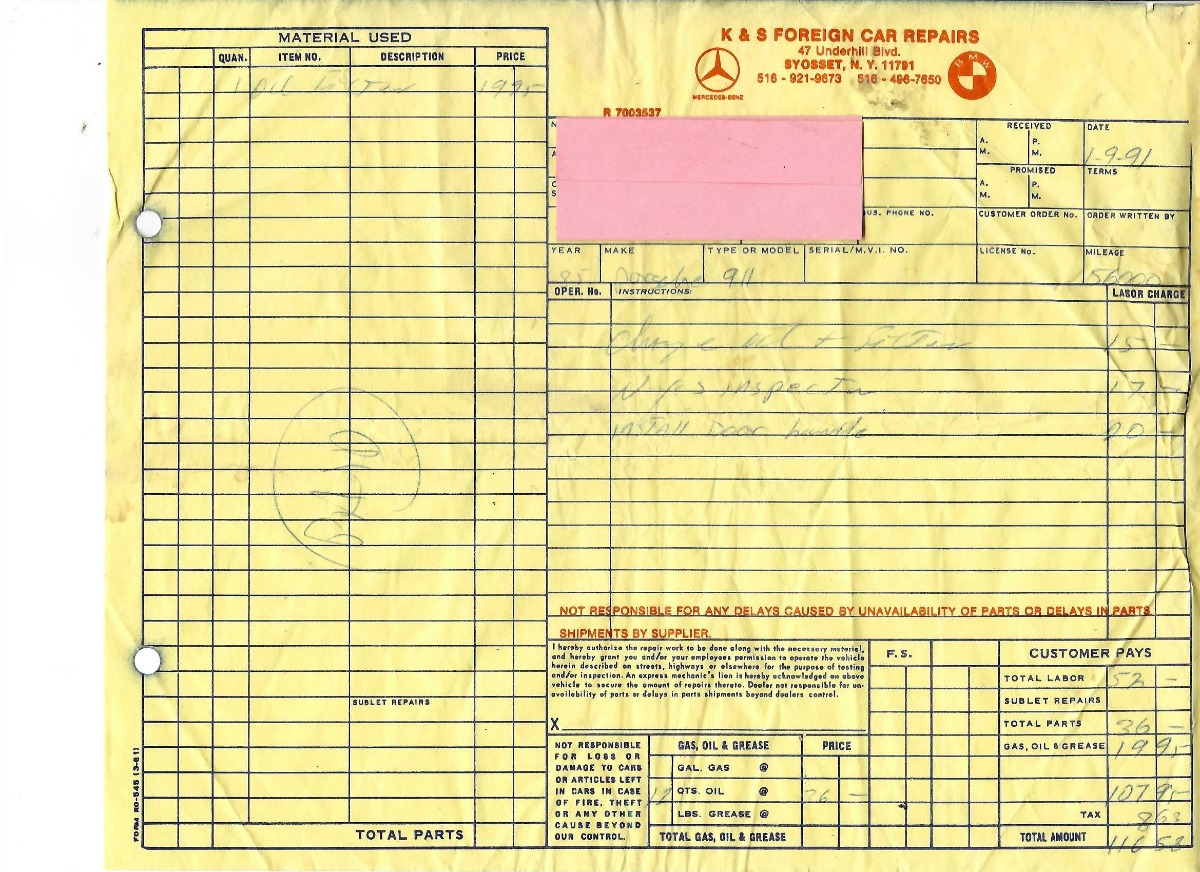 MATERIAL USED
QUAN. ITEM NO. DESCRIPTION PRICE
1 Oil Filter 19 95
SUBLET REPAIRS
TOTAL PARTS
FORM RO-545 (3-81)
K & S FOREIGN CAR REPAIRS
47 Underhill Blvd.
SYOSSET, N. Y. 11791
516 - 921-9673 516 - 496-7650
MERCEDES-BENZ
BMW
R 7003537
RECEIVED DATE
A. M. P. M. 1-9-91
PROMISED TERMS
A. M. P. M.
BUS. PHONE NO. CUSTOMER ORDER No. ORDER WRITTEN BY
YEAR MAKE TYPE OR MODEL SERIAL/M.V.I. NO. LICENSE No. MILEAGE
85 Porsche 911 56000
OPER. No. INSTRUCTIONS: LABOR CHARGE
Change oil + filter 15 —
NYS inspection 17 —
INSTALL Door handle 20 —
NOT RESPONSIBLE FOR ANY DELAYS CAUSED BY UNAVAILABILITY OF PARTS OR DELAYS IN PARTS
SHIPMENTS BY SUPPLIER.
I hereby authorize the repair work to be done along with the necessary material,
and hereby grant you and/or your employees permission to operate the vehicle
herein described on streets, highways or elsewhere for the purpose of testing
and/or inspection. An express mechanic's lien is hereby acknowledged on above
vehicle to secure the amount of repairs thereto. Dealer not responsible for un-
availability of parts or delays in parts shipments beyond dealers control.
X
NOT RESPONSIBLE
FOR LOSS OR
DAMAGE TO CARS
OR ARTICLES LEFT
IN CARS IN CASE
OF FIRE, THEFT
OR ANY OTHER
CAUSE BEYOND
OUR CONTROL.
GAS, OIL & GREASE PRICE
GAL. GAS @
12 QTS. OIL @ 36 —
LBS. GREASE @
TOTAL GAS, OIL & GREASE
F.S. CUSTOMER PAYS
TOTAL LABOR 52 —
SUBLET REPAIRS
TOTAL PARTS 36 —
GAS, OIL & GREASE 19 95
107 95
TAX 8 63
TOTAL AMOUNT 116 58